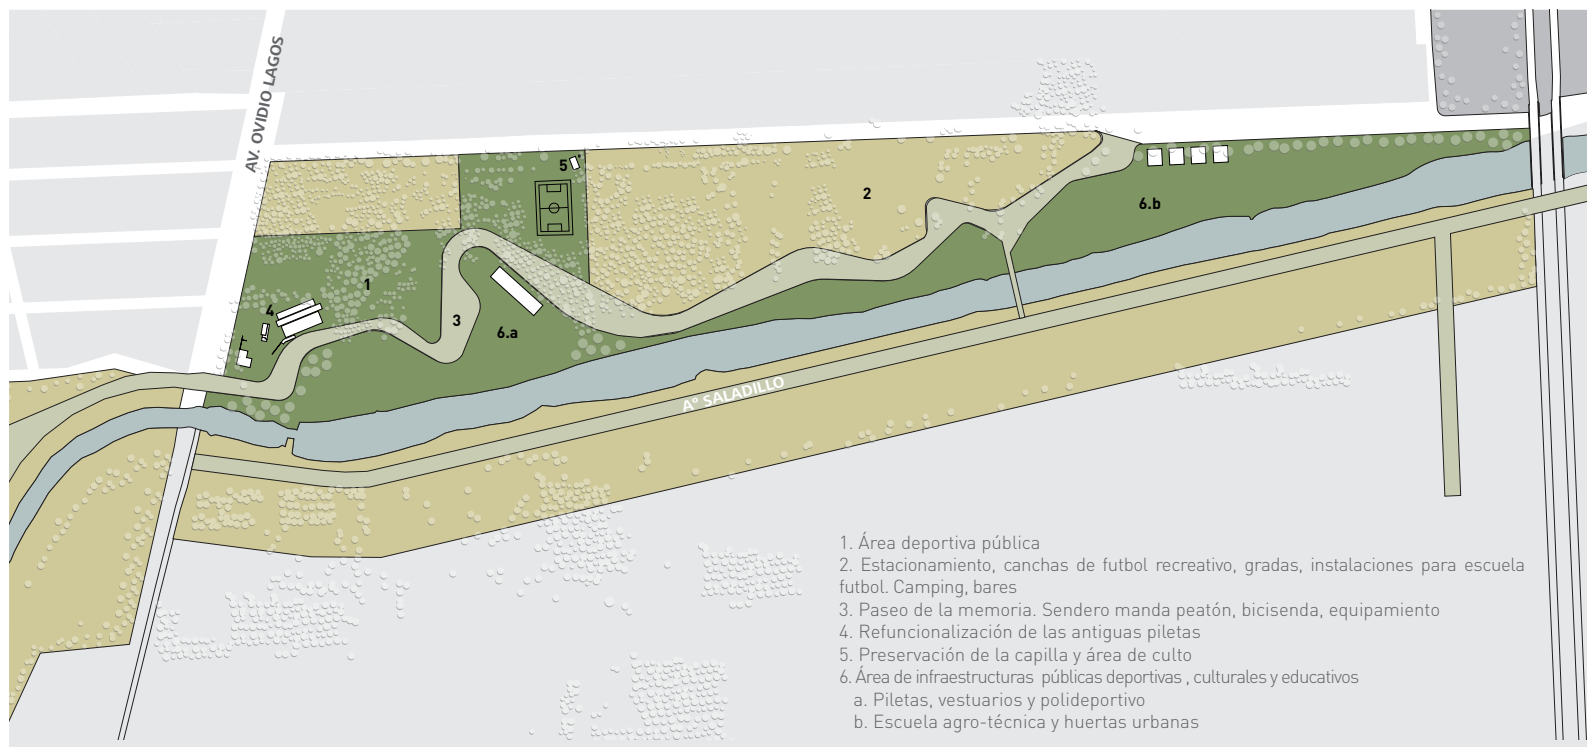 AV. OVIDIO LAGOS
5
2
6.b
1
4
3
6.a
Aº SALADILLO
1. Área deportiva pública
2. Estacionamiento, canchas de futbol recreativo, gradas, instalaciones para escuela
futbol. Camping, bares
3. Paseo de la memoria. Sendero manda peatón, bicisenda, equipamiento
4. Refuncionalización de las antiguas piletas
5. Preservación de la capilla y área de culto
6. Área de infraestructuras públicas deportivas , culturales y educativos
a. Piletas, vestuarios y polideportivo
b. Escuela agro-técnica y huertas urbanas